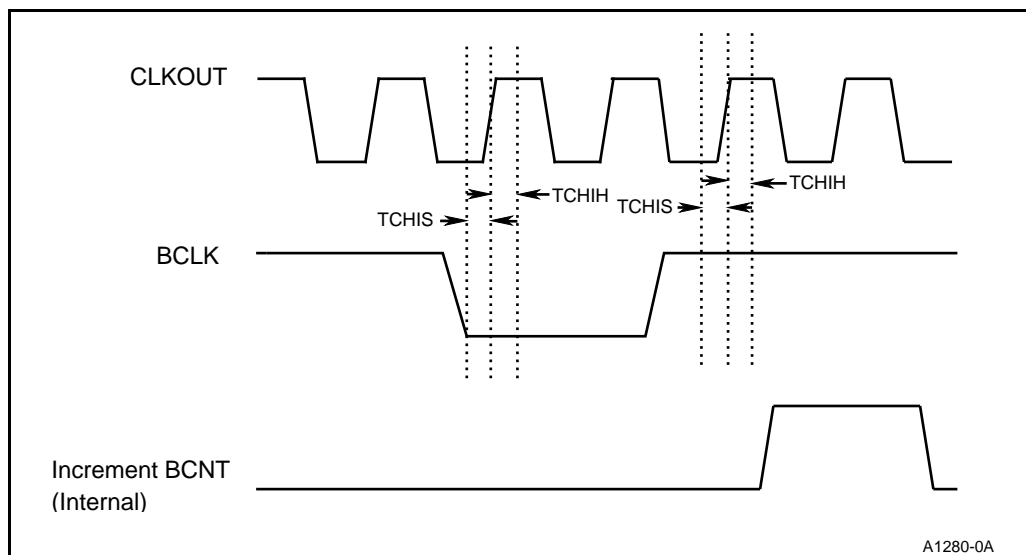 CLKOUT
TCHIH
TCHIH
TCHIS
TCHIS
BCLK
Increment BCNT
(Internal)
A1280-0A